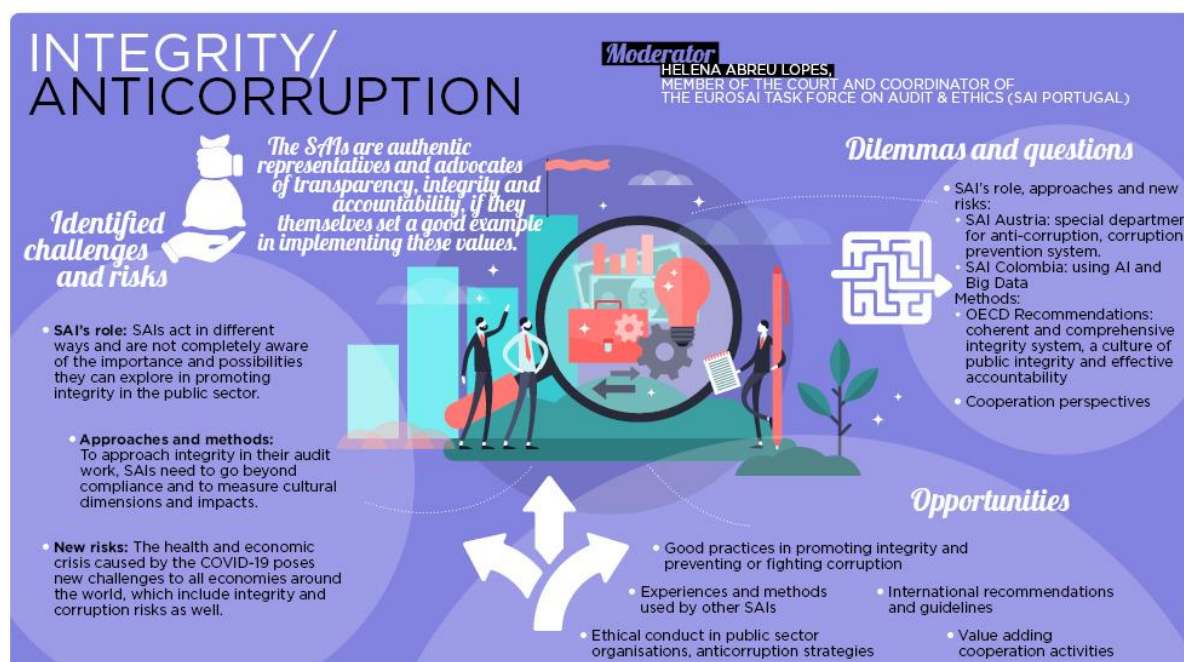 INTEGRITY/
ANTICORRUPTION
Moderator
HELENA ABREU LOPES,
MEMBER OF THE COURT AND COORDINATOR OF
THE EUROSAI TASK FORCE ON AUDIT & ETHICS (SAI PORTUGAL)
The SAIs are authentic
representatives and advocates
of transparency, integrity and
accountability, if they
themselves set a good example
in implementing these values.
Identified
challenges
and risks
• SAI's role: SAIs act in different
ways and are not completely aware
of the importance and possibilities
they can explore in promoting
integrity in the public sector.
• Approaches and methods:
To approach integrity in their audit
work, SAIs need to go beyond
compliance and to measure cultural
dimensions and impacts.
• New risks: The health and economic
crisis caused by the COVID-19 poses
new challenges to all economies around
the world, which include integrity and
corruption risks as well.
Dilemmas and questions
• SAI's role, approaches and new
risks:
• SAI Austria: special departmen
for anti-corruption, corruption
prevention system.
• SAI Colombia: using AI and
Big Data
Methods:
• OECD Recommendations:
coherent and comprehensive
integrity system, a culture of
public integrity and effective
accountability
• Cooperation perspectives
Opportunities
• Good practices in promoting integrity and
preventing or fighting corruption
• Experiences and methods
used by other SAIs
• International recommendations
and guidelines
• Ethical conduct in public sector
organisations, anticorruption strategies
• Value adding
cooperation activities